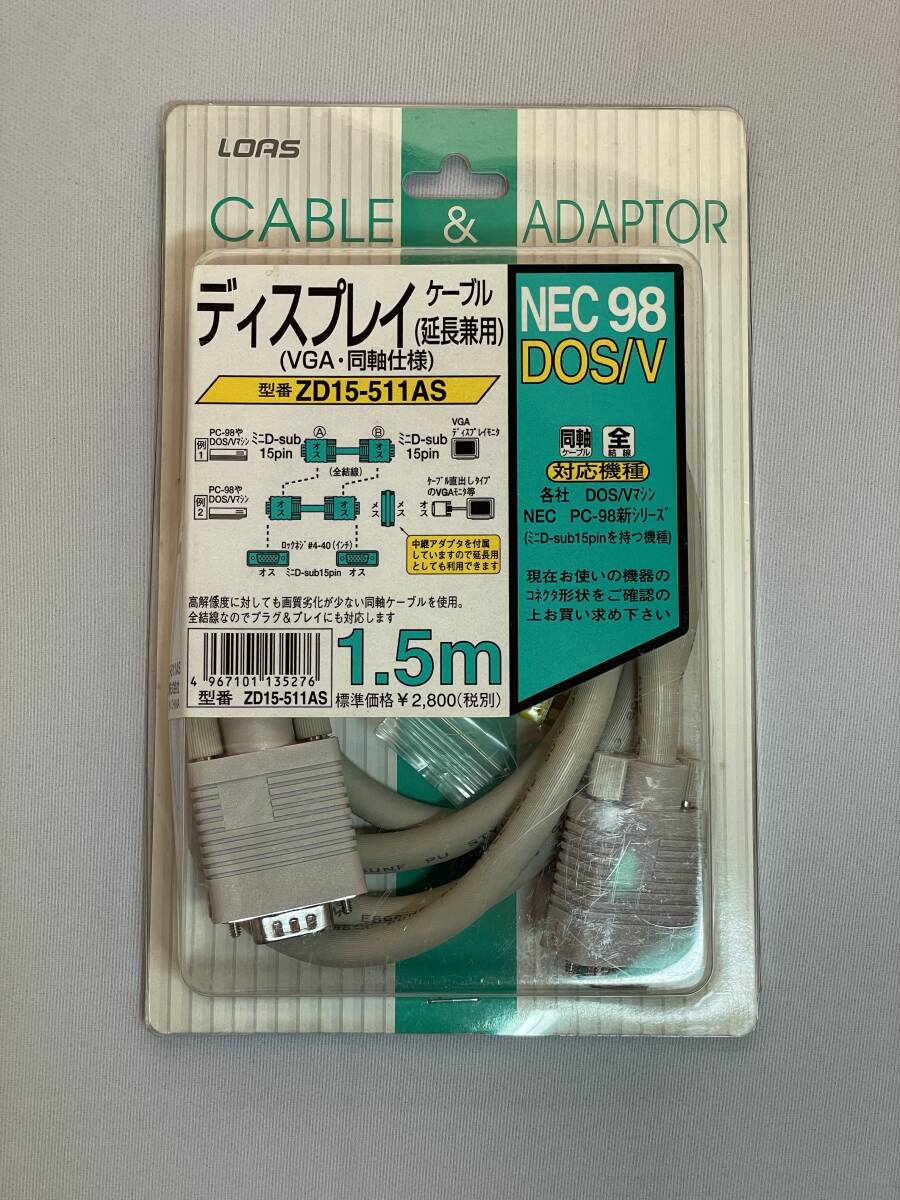 LOAS
CABLE & ADAPTOR
ディスプレイ
ケーブル
(延長兼用)
(VGA・同軸仕様)
型番 ZD15-511AS
NEC 98
DOS/V
同軸
ケーブル
全
結線
対応機種
各社 DOS/Vマシン
NEC PC-98新シリーズ
(ミニD-sub15pinを持つ機種)
現在お使いの機器の
コネクタ形状をご確認の
上お買い求め下さい
例1
PC-98や
DOS/Vマシン
ミニD-sub
15pin
A
オス
B
オス
(全結線)
ミニD-sub
15pin
VGA
ディスプレイモニタ
例2
PC-98や
DOS/Vマシン
オス
オス
メス
メス
オス
ケーブル直出しタイプ
のVGAモニタ等
ロックネジ#4-40(インチ)
オス ミニD-sub15pin オス
中継アダプタを付属
していますので延長用
としても利用できます
高解像度に対しても画質劣化が少ない同軸ケーブルを使用。
全結線なのでプラグ&プレイにも対応します
4 967101 135276
型番 ZD15-511AS
1.5m
標準価格¥2,800(税別)